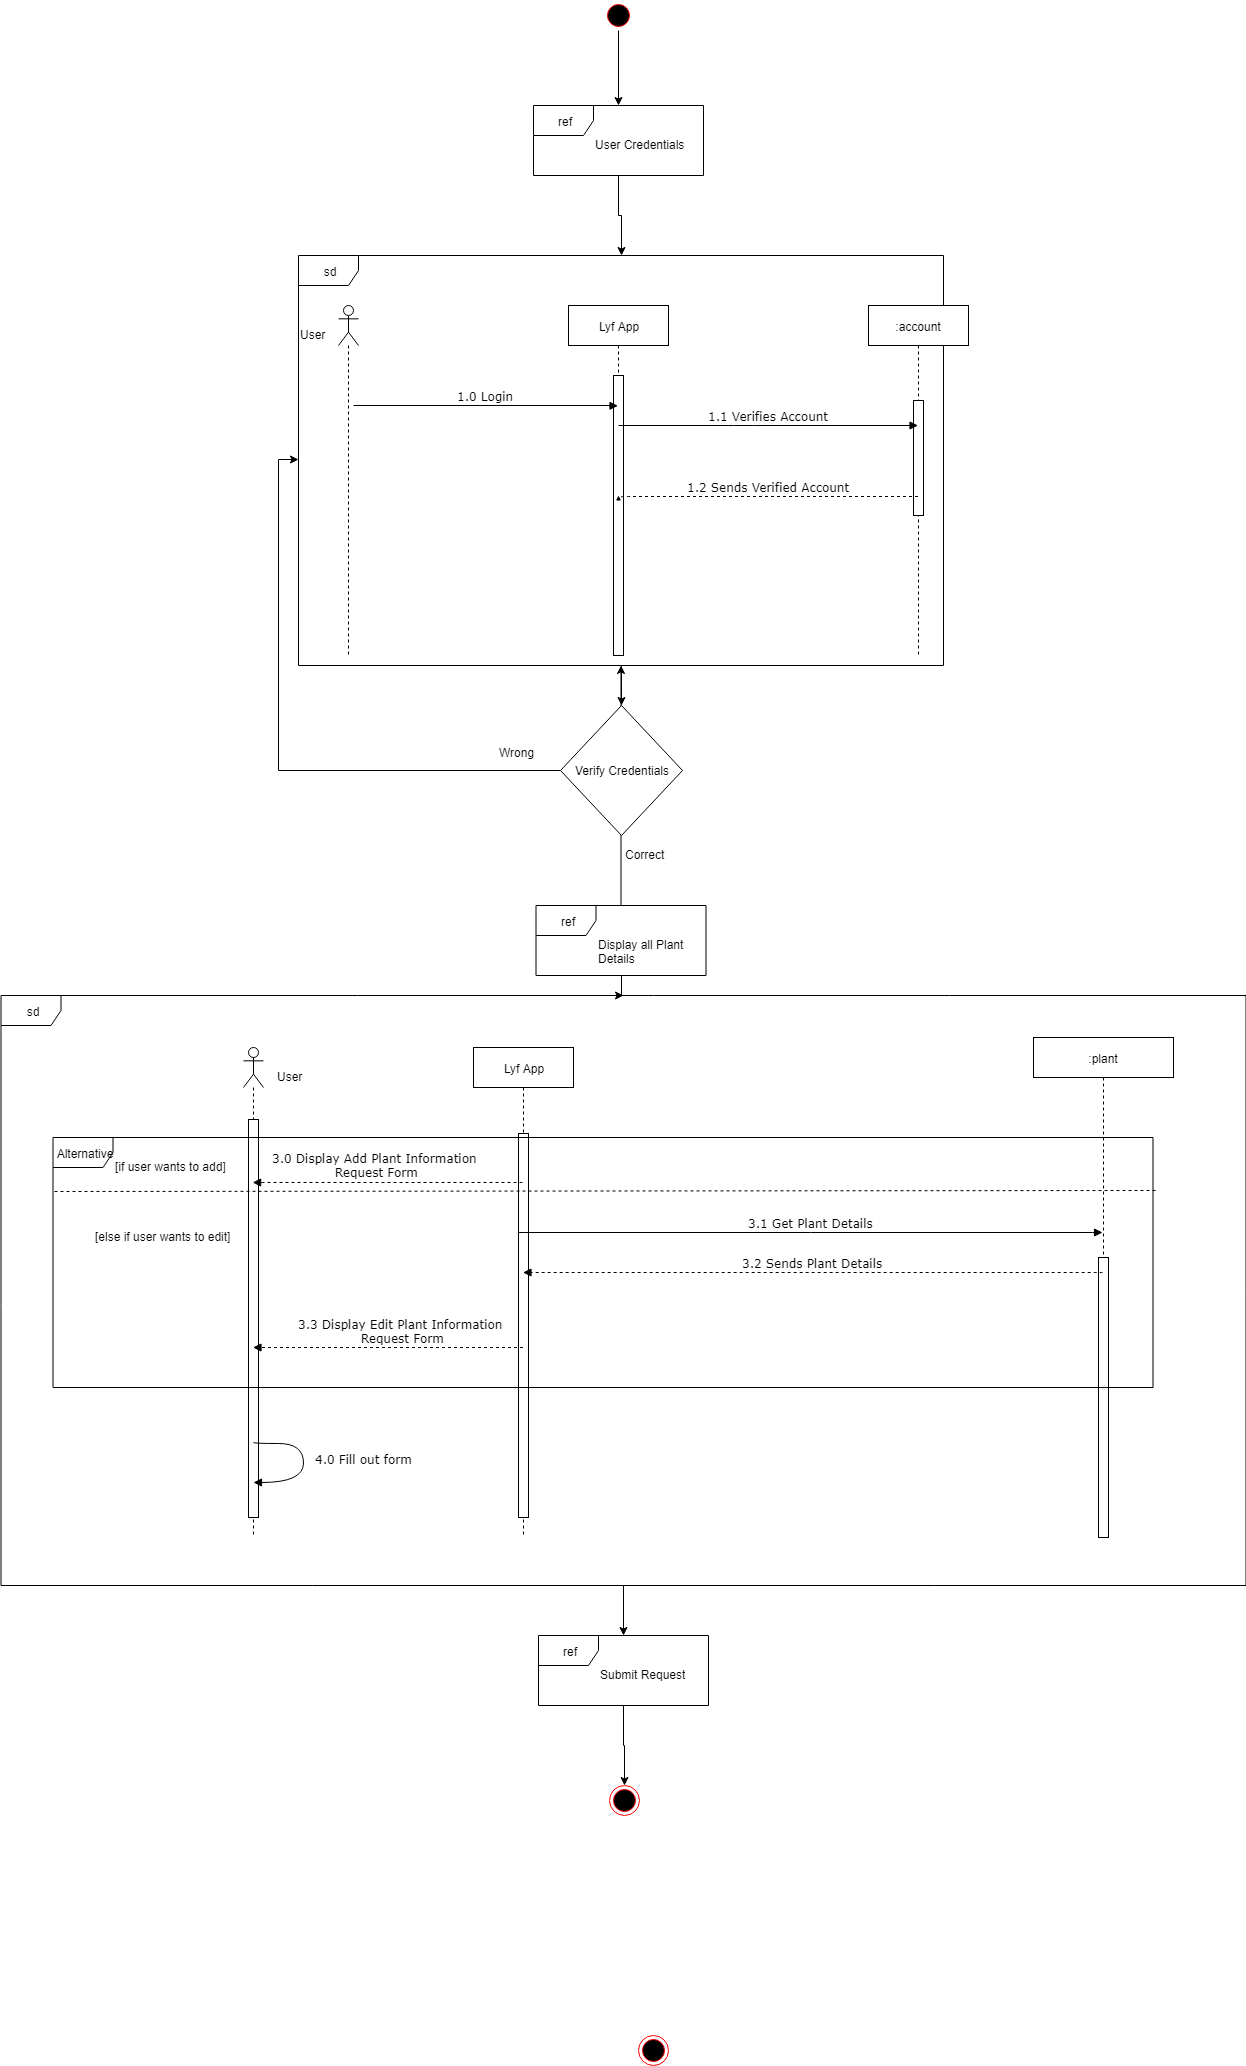 ref
User Credentials
sd
User
Lyf App
:account
1.0 Login
1.1 Verifies Account
1.2 Sends Verified Account
Wrong
Verify Credentials
Correct
ref
Display all Plant
Details
sd
User
Lyf App
:plant
Alternative
[if user wants to add]
3.0 Display Add Plant Information
Request Form
[else if user wants to edit]
3.1 Get Plant Details
3.2 Sends Plant Details
3.3 Display Edit Plant Information
Request Form
4.0 Fill out form
ref
Submit Request